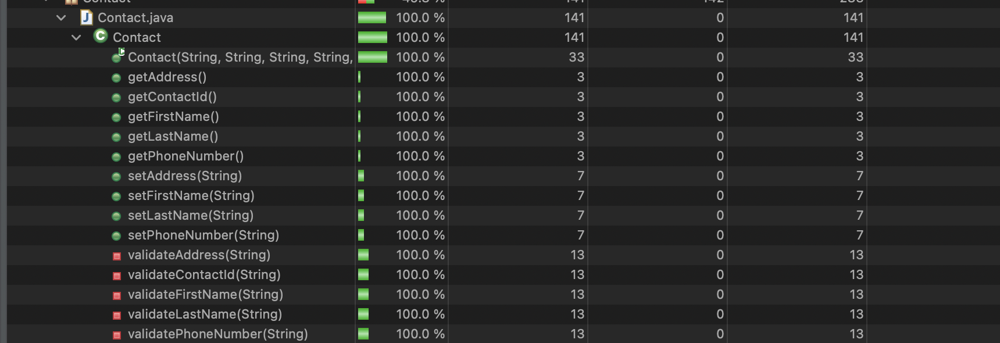 Contact.java 100.0 % 141 0 141
C Contact 100.0 % 141 0 141
Contact(String, String, String, String, 100.0 % 33 0 33
getAddress() 100.0 % 3 0 3
getContactId() 100.0 % 3 0 3
getFirstName() 100.0 % 3 0 3
getLastName() 100.0 % 3 0 3
getPhoneNumber() 100.0 % 3 0 3
setAddress(String) 100.0 % 7 0 7
setFirstName(String) 100.0 % 7 0 7
setLastName(String) 100.0 % 7 0 7
setPhoneNumber(String) 100.0 % 7 0 7
validateAddress(String) 100.0 % 13 0 13
validateContactId(String) 100.0 % 13 0 13
validateFirstName(String) 100.0 % 13 0 13
validateLastName(String) 100.0 % 13 0 13
validatePhoneNumber(String) 100.0 % 13 0 13